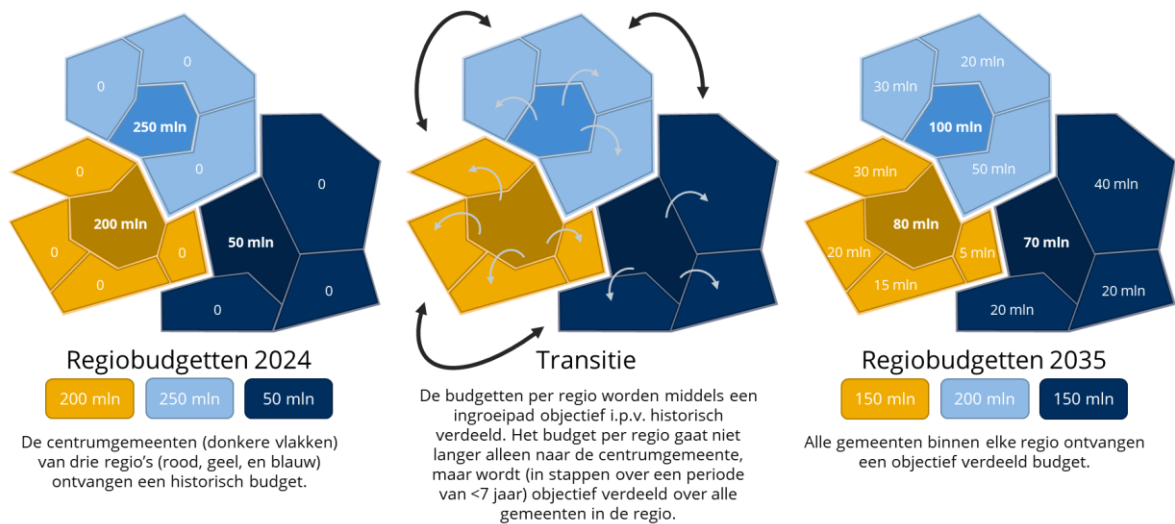 0
0
250 mln
0
0
0
200 mln
50 mln
0
0
0
0
0
Regiobudgetten 2024
200 mln
250 mln
50 mln
De centrumgemeenten (donkere vlakken)
van drie regio's (rood, geel, en blauw)
ontvangen een historisch budget.
Transitie
De budgetten per regio worden middels een
ingroeipad objectief i.p.v. historisch
verdeeld. Het budget per regio gaat niet
langer alleen naar de centrumgemeente,
maar wordt (in stappen over een periode
van <7 jaar) objectief verdeeld over alle
gemeenten in de regio.
20 mln
30 mln
100 mln
30 mln
50 mln
40 mln
80 mln
70 mln
20 mln
5 mln
15 mln
20 mln
20 mln
Regiobudgetten 2035
150 mln
200 mln
150 mln
Alle gemeenten binnen elke regio ontvangen
een objectief verdeeld budget.